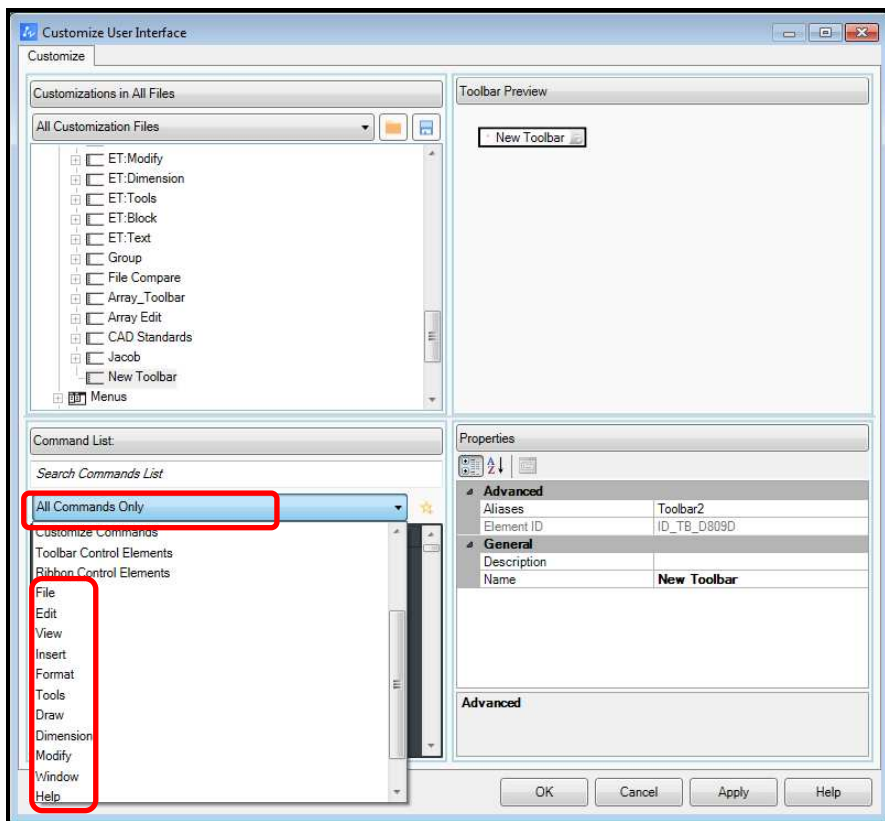 Customize User Interface
Customize
Customizations in All Files
All Customization Files
ET:Modify
ET:Dimension
ET:Tools
ET:Block
ET:Text
Group
File Compare
Array_Toolbar
Array Edit
CAD Standards
Jacob
New Toolbar
Menus
Toolbar Preview
New Toolbar
Command List:
Search Commands List
All Commands Only
Customize Commands
Toolbar Control Elements
Ribbon Control Elements
File
Edit
View
Insert
Format
Tools
Draw
Dimension
Modify
Window
Help
Properties
Advanced
Aliases Toolbar2
Element ID ID_TB_D809D
General
Description
Name New Toolbar
Advanced
OK Cancel Apply Help